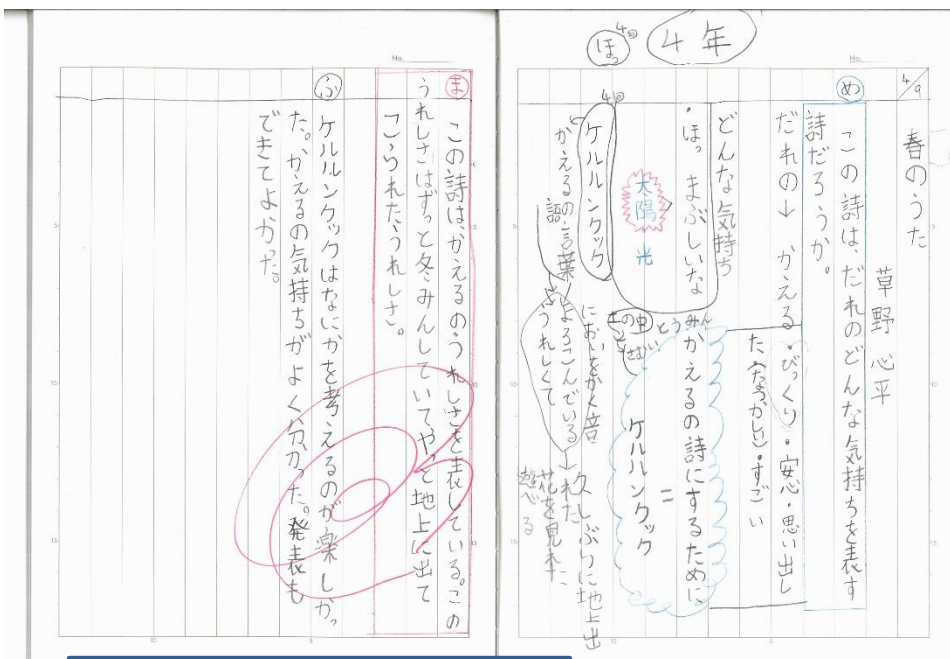 4年
4回
ほっ
No.
4/9
春のうた
草野心平
め この詩は、だれのどんな気持ちを表す
詩だろうか。
だれの→ かえる・びっくり・安心・思い出し
た(なつかしい)・すごい
どんな気持ち
・ほっ まぶしいな
かえるの詩にするために
太陽 光
とうみん
土の中
さむい
=
ケルルンクック
4回
ケルルンクック
かえるの言葉
語
においをかぐ音
よろこんでいる
うれしくて
久しぶりに地上出
れた
花を見れた
遊べる
No.
ま この詩は、かえるの、うれしさを表している。この
うれしさはずっと冬みんしていてやっと地上に出て
こられた、うれしさ。
ふ ケルルンクックはなにかを考えるのが楽しかっ
た。かえるの気持ちがよく分かった。発表も
できてよかった。